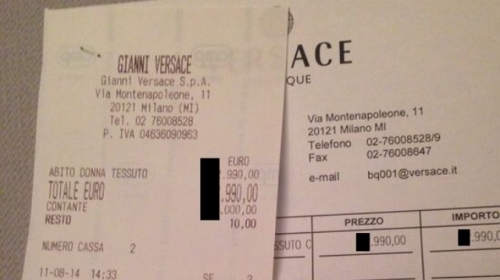 GIANNI VERSACE
Gianni Versace S.p.A.
Via Montenapoleone, 11
20121 Milano (MI)
Tel. 02 76008528
P. IVA 04636090963
EURO
ABITO DONNA TESSUTO .990,00
TOTALE EURO .990,00
CONTANTE .000,00
RESTO 10,00
NUMERO CASSA 2
11-08-14 14:33
ACE
QUE
Via Montenapoleone, 11
20121 Milano MI
Telefono 02-76008528/9
Fax 02-76008647
e-mail bq001@versace.it
PREZZO IMPORTO
SSUTO C .990,00 .990,00